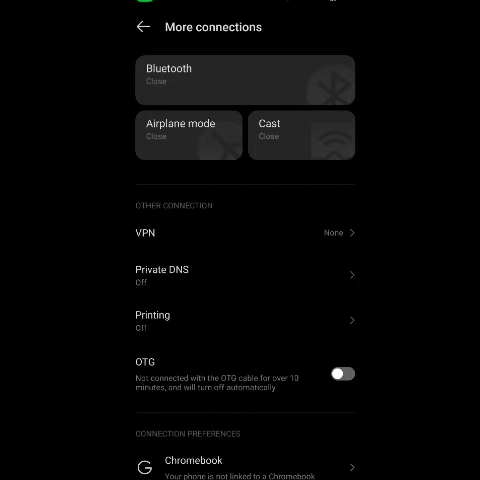 More connections
Bluetooth
Close
Airplane mode
Close
Cast
Close
OTHER CONNECTION
VPN
None
Private DNS
Off
Printing
Off
OTG
Not connected with the OTG cable for over 10
minutes, and will turn off automatically
CONNECTION PREFERENCES
Chromebook
Your phone is not linked to a Chromebook